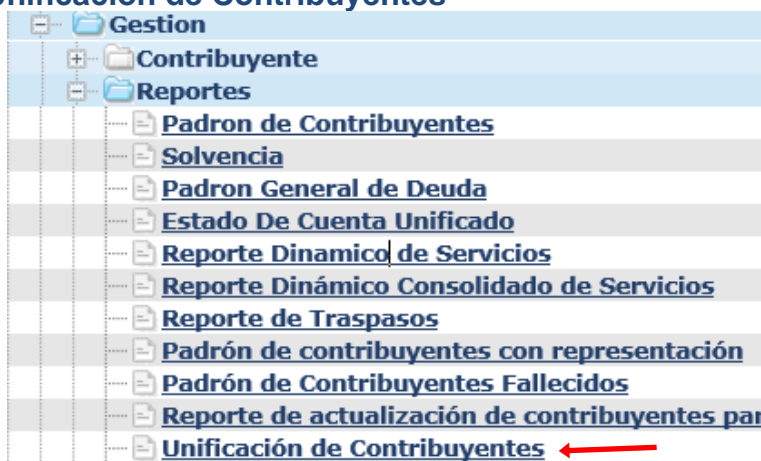 de Contribuyentes
Gestion
Contribuyente
Reportes
Padron de Contribuyentes
Solvencia
Padron General de Deuda
Estado De Cuenta Unificado
Reporte Dinamico de Servicios
Reporte Dinámico Consolidado de Servicios
Reporte de Traspasos
Padrón de contribuyentes con representación
Padrón de Contribuyentes Fallecidos
Reporte de actualización de contribuyentes par
Unificación de Contribuyentes